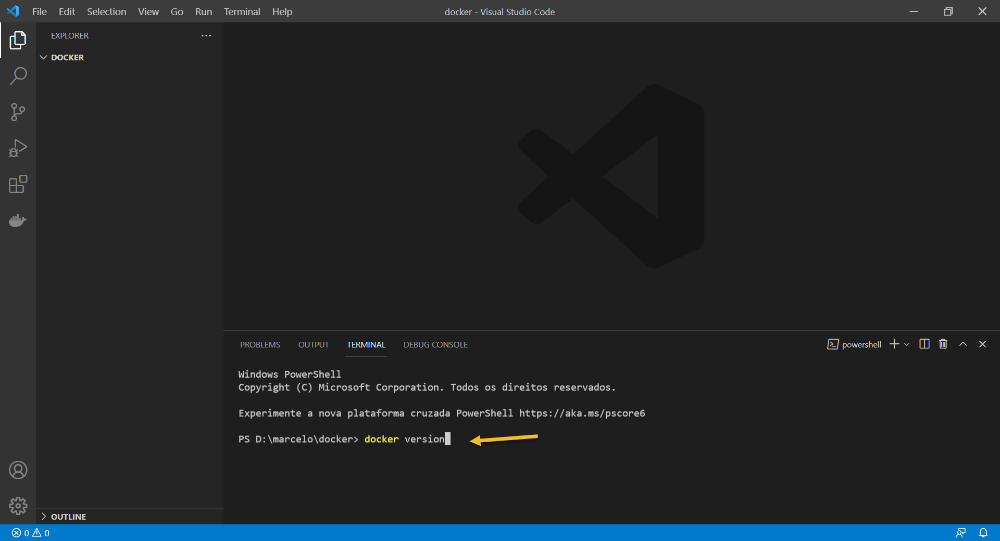 File Edit Selection View Go Run Terminal Help
docker - Visual Studio Code
EXPLORER
DOCKER
PROBLEMS OUTPUT TERMINAL DEBUG CONSOLE
powershell
Windows PowerShell
Copyright (C) Microsoft Corporation. Todos os direitos reservados.
Experimente a nova plataforma cruzada PowerShell https://aka.ms/pscore6
PS D:\marcelo\docker> docker version
OUTLINE
0 0